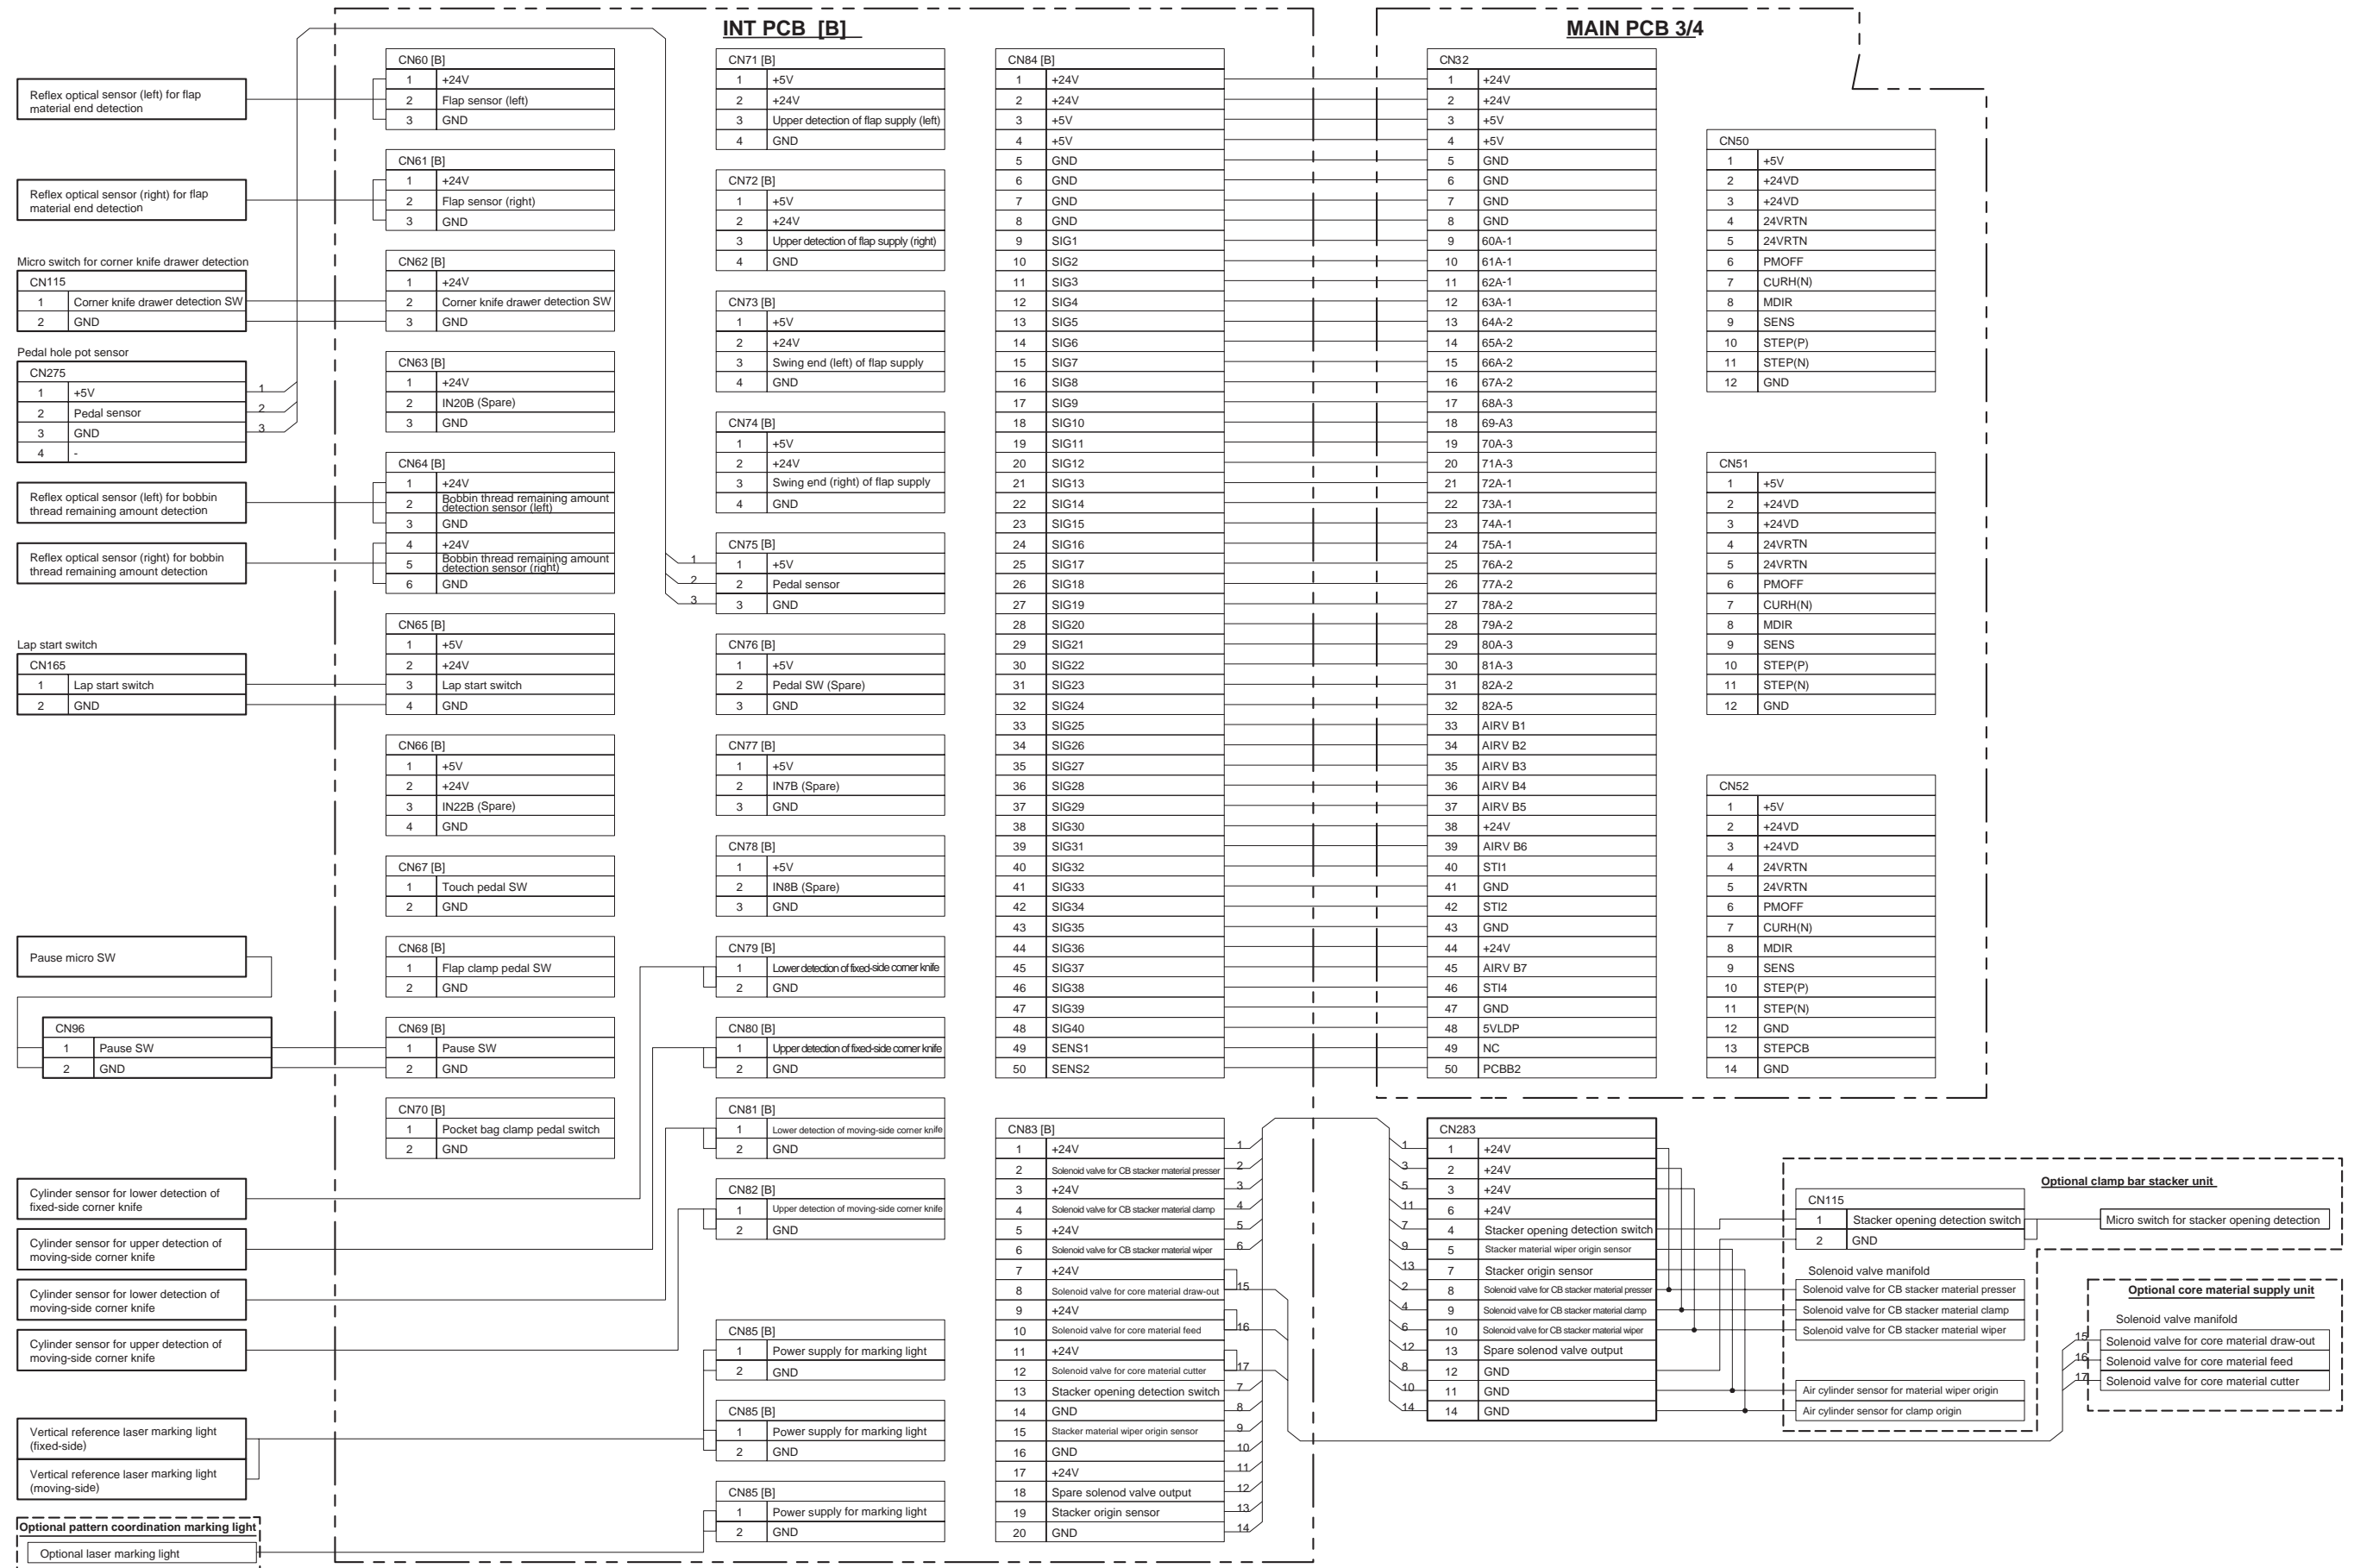 INT PCB [B]
MAIN PCB 3/4
Reflex optical sensor (left) for flap
material end detection
Reflex optical sensor (right) for flap
material end detection
Micro switch for corner knife drawer detection
CN115
1 Corner knife drawer detection SW
2 GND
Pedal hole pot sensor
CN275
1 +5V
2 Pedal sensor
3 GND
4 -
1
2
3
Reflex optical sensor (left) for bobbin
thread remaining amount detection
Reflex optical sensor (right) for bobbin
thread remaining amount detection
Lap start switch
CN165
1 Lap start switch
2 GND
Pause micro SW
CN96
1 Pause SW
2 GND
Cylinder sensor for lower detection of
fixed-side corner knife
Cylinder sensor for upper detection of
moving-side corner knife
Cylinder sensor for lower detection of
moving-side corner knife
Cylinder sensor for upper detection of
moving-side corner knife
Vertical reference laser marking light
(fixed-side)
Vertical reference laser marking light
(moving-side)
Optional pattern coordination marking light
Optional laser marking light
CN60 [B]
1 +24V
2 Flap sensor (left)
3 GND
CN61 [B]
1 +24V
2 Flap sensor (right)
3 GND
CN62 [B]
1 +24V
2 Corner knife drawer detection SW
3 GND
CN63 [B]
1 +24V
2 IN20B (Spare)
3 GND
CN64 [B]
1 +24V
2 Bobbin thread remaining amount
detection sensor (left)
3 GND
4 +24V
5 Bobbin thread remaining amount
detection sensor (right)
6 GND
CN65 [B]
1 +5V
2 +24V
3 Lap start switch
4 GND
CN66 [B]
1 +5V
2 +24V
3 IN22B (Spare)
4 GND
CN67 [B]
1 Touch pedal SW
2 GND
CN68 [B]
1 Flap clamp pedal SW
2 GND
CN69 [B]
1 Pause SW
2 GND
CN70 [B]
1 Pocket bag clamp pedal switch
2 GND
CN71 [B]
1 +5V
2 +24V
3 Upper detection of flap supply (left)
4 GND
CN72 [B]
1 +5V
2 +24V
3 Upper detection of flap supply (right)
4 GND
CN73 [B]
1 +5V
2 +24V
3 Swing end (left) of flap supply
4 GND
CN74 [B]
1 +5V
2 +24V
3 Swing end (right) of flap supply
4 GND
CN75 [B]
1 1 +5V
2 2 Pedal sensor
3 3 GND
CN76 [B]
1 +5V
2 Pedal SW (Spare)
3 GND
CN77 [B]
1 +5V
2 IN7B (Spare)
3 GND
CN78 [B]
1 +5V
2 IN8B (Spare)
3 GND
CN79 [B]
1 Lower detection of fixed-side corner knife
2 GND
CN80 [B]
1 Upper detection of fixed-side corner knife
2 GND
CN81 [B]
1 Lower detection of moving-side corner knife
2 GND
CN82 [B]
1 Upper detection of moving-side corner knife
2 GND
CN85 [B]
1 Power supply for marking light
2 GND
CN85 [B]
1 Power supply for marking light
2 GND
CN85 [B]
1 Power supply for marking light
2 GND
CN84 [B]
1 +24V
2 +24V
3 +5V
4 +5V
5 GND
6 GND
7 GND
8 GND
9 SIG1
10 SIG2
11 SIG3
12 SIG4
13 SIG5
14 SIG6
15 SIG7
16 SIG8
17 SIG9
18 SIG10
19 SIG11
20 SIG12
21 SIG13
22 SIG14
23 SIG15
24 SIG16
25 SIG17
26 SIG18
27 SIG19
28 SIG20
29 SIG21
30 SIG22
31 SIG23
32 SIG24
33 SIG25
34 SIG26
35 SIG27
36 SIG28
37 SIG29
38 SIG30
39 SIG31
40 SIG32
41 SIG33
42 SIG34
43 SIG35
44 SIG36
45 SIG37
46 SIG38
47 SIG39
48 SIG40
49 SENS1
50 SENS2
CN83 [B]
1 +24V 1
2 Solenoid valve for CB stacker material presser 2
3 +24V 3
4 Solenoid valve for CB stacker material clamp 4
5 +24V 5
6 Solenoid valve for CB stacker material wiper 6
7 +24V
8 Solenoid valve for core material draw-out 15
9 +24V
10 Solenoid valve for core material feed 16
11 +24V
12 Solenoid valve for core material cutter 17
13 Stacker opening detection switch 7
14 GND 8
15 Stacker material wiper origin sensor 9
16 GND 10
17 +24V 11
18 Spare solenod valve output 12
19 Stacker origin sensor 13
20 GND 14
CN32
1 +24V
2 +24V
3 +5V
4 +5V
5 GND
6 GND
7 GND
8 GND
9 60A-1
10 61A-1
11 62A-1
12 63A-1
13 64A-2
14 65A-2
15 66A-2
16 67A-2
17 68A-3
18 69-A3
19 70A-3
20 71A-3
21 72A-1
22 73A-1
23 74A-1
24 75A-1
25 76A-2
26 77A-2
27 78A-2
28 79A-2
29 80A-3
30 81A-3
31 82A-2
32 82A-5
33 AIRV B1
34 AIRV B2
35 AIRV B3
36 AIRV B4
37 AIRV B5
38 +24V
39 AIRV B6
40 STI1
41 GND
42 STI2
43 GND
44 +24V
45 AIRV B7
46 STI4
47 GND
48 5VLDP
49 NC
50 PCBB2
CN283
1 1 +24V
3 2 +24V
5 3 +24V
11 6 +24V
7 4 Stacker opening detection switch
9 5 Stacker material wiper origin sensor
13 7 Stacker origin sensor
2 8 Solenoid valve for CB stacker material presser
4 9 Solenoid valve for CB stacker material clamp
6 10 Solenoid valve for CB stacker material wiper
12 13 Spare solenod valve output
8 12 GND
10 11 GND
14 14 GND
CN50
1 +5V
2 +24VD
3 +24VD
4 24VRTN
5 24VRTN
6 PMOFF
7 CURH(N)
8 MDIR
9 SENS
10 STEP(P)
11 STEP(N)
12 GND
CN51
1 +5V
2 +24VD
3 +24VD
4 24VRTN
5 24VRTN
6 PMOFF
7 CURH(N)
8 MDIR
9 SENS
10 STEP(P)
11 STEP(N)
12 GND
CN52
1 +5V
2 +24VD
3 +24VD
4 24VRTN
5 24VRTN
6 PMOFF
7 CURH(N)
8 MDIR
9 SENS
10 STEP(P)
11 STEP(N)
12 GND
13 STEPCB
14 GND
Optional clamp bar stacker unit
CN115
1 Stacker opening detection switch
2 GND
Micro switch for stacker opening detection
Solenoid valve manifold
Solenoid valve for CB stacker material presser
Solenoid valve for CB stacker material clamp
Solenoid valve for CB stacker material wiper
Air cylinder sensor for material wiper origin
Air cylinder sensor for clamp origin
Optional core material supply unit
Solenoid valve manifold
15 Solenoid valve for core material draw-out
16 Solenoid valve for core material feed
17 Solenoid valve for core material cutter